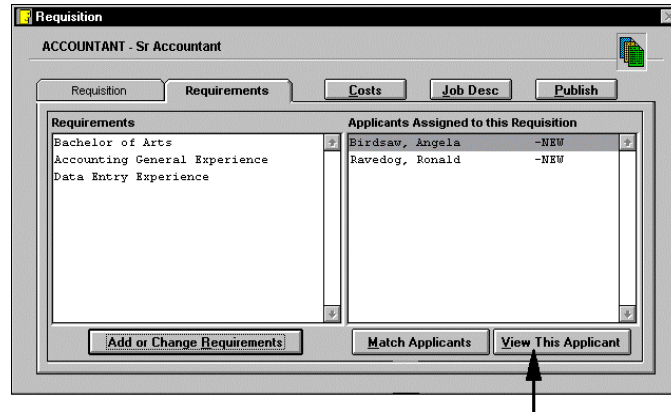 Requisition
ACCOUNTANT - Sr Accountant
Requisition
Requirements
Costs
Job Desc
Publish
Requirements
Bachelor of Arts
Accounting General Experience
Data Entry Experience
Applicants Assigned to this Requisition
Birdsaw, Angela -NEW
Ravedog, Ronald -NEW
Add or Change Requirements
Match Applicants
View This Applicant